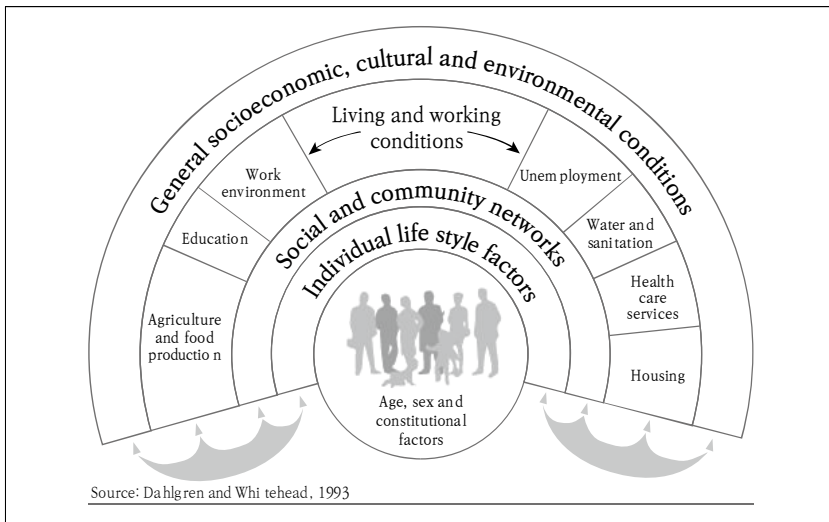 General socioeconomic, cultural and environmental conditions
Living and working
conditions
Work
environment
Unem ployment
Education
Water and
sanitation
Agriculture
and food
productio n
Health
care
services
Housing
Social and community networks
Individual life style factors
Age, sex and
constitutional
factors
Source: Dahlgren and Whi tehead, 1993